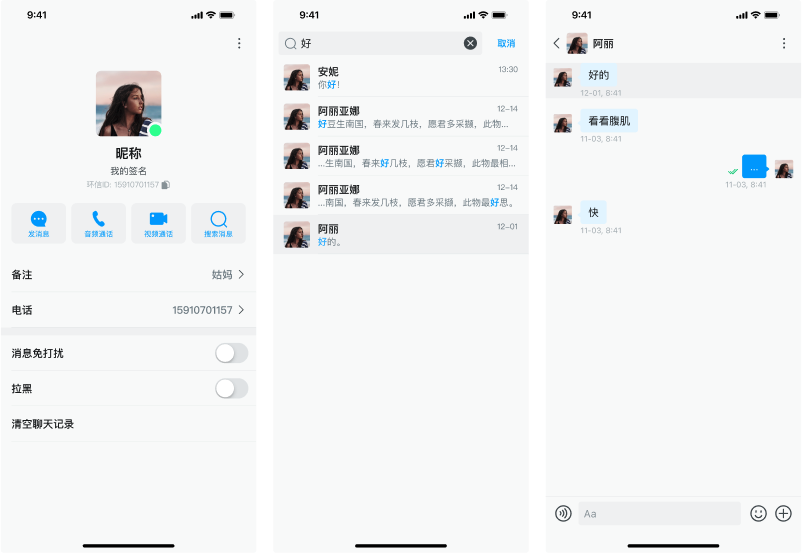 9:41
昵称
我的签名
环信ID: 15910701157
发消息
音频通话
视频通话
搜索消息
备注
姑妈
电话
15910701157
消息免打扰
拉黑
清空聊天记录
9:41
好
取消
安妮
13:30
你好!
阿丽亚娜
12-14
好豆生南国，春来发几枝，愿君多采撷，此物...
阿丽亚娜
12-14
...生南国，春来好几枝，愿君好采撷，此物最相...
阿丽亚娜
12-14
...南国，春来发几枝，愿君多采撷，此物最好思。
阿丽
12-01
好的。
9:41
阿丽
好的
12-01, 8:41
看看腹肌
11-03, 8:41
...
11-03, 8:41
快
11-03, 8:41
Aa